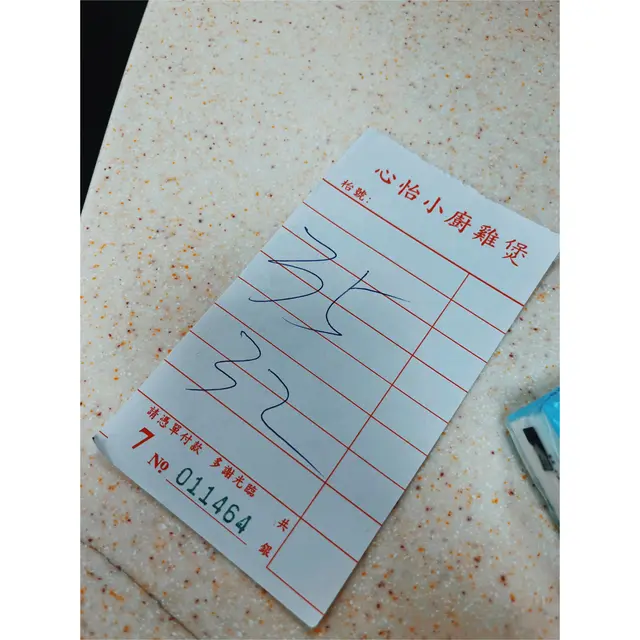 心怡小廚雞煲
枱號：
35
32
請憑單付款 多謝光臨
7 № 011464
共
銀